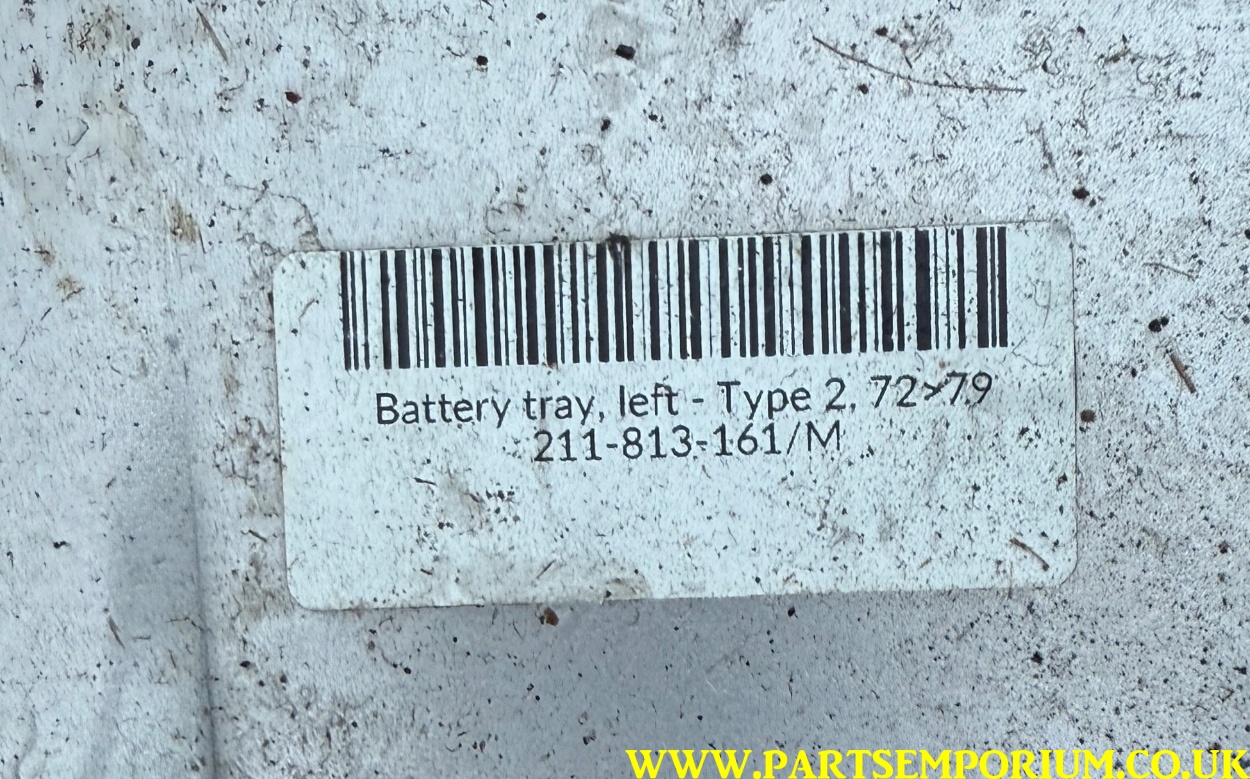 Battery tray, left - Type 2, 72>79
211-813-161/M
WWW.PARTSEMPORIUM.CO.UK